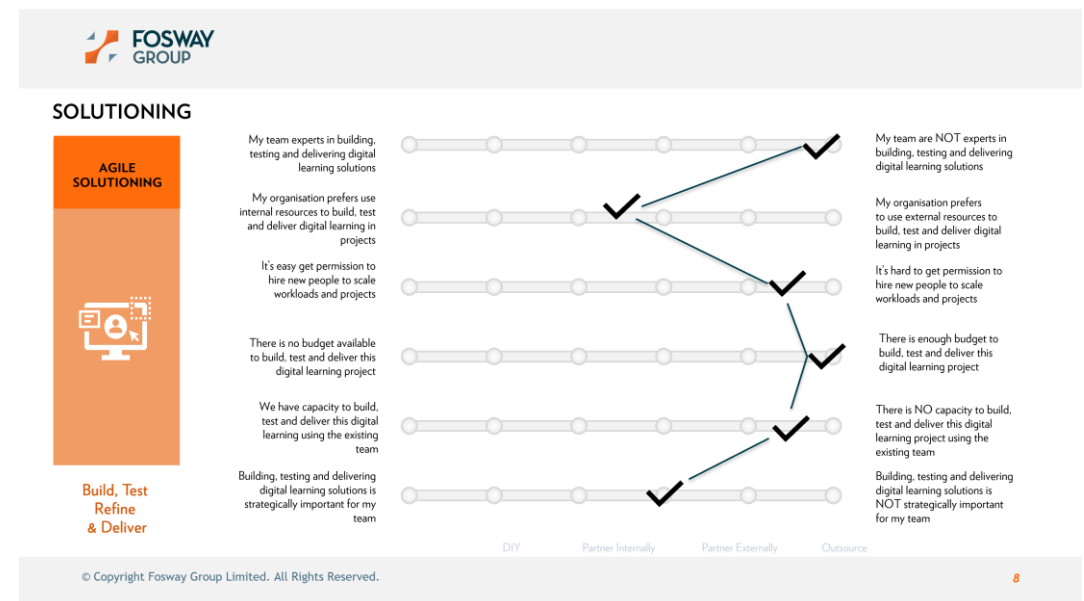 FOSWAY
GROUP
SOLUTIONING
AGILE
SOLUTIONING
Build, Test
Refine
& Deliver
My team experts in building,
testing and delivering digital
learning solutions
My team are NOT experts in
building, testing and delivering
digital learning solutions
My organisation prefers use
internal resources to build, test
and deliver digital learning in
projects
My organisation prefers
to use external resources to
build, test and deliver digital
learning in projects
It's easy get permission to
hire new people to scale
workloads and projects
It's hard to get permission to
hire new people to scale
workloads and projects
There is no budget available
to build, test and deliver this
digital learning project
There is enough budget to
build, test and deliver this
digital learning project
We have capacity to build,
test and deliver this digital
learning using the existing
team
There is NO capacity to build,
test and deliver this digital
learning project using the
existing team
Building, testing and delivering
digital learning solutions is
strategically important for my
team
Building, testing and delivering
digital learning solutions is
NOT strategically important
for my team
DIY
Partner Internally
Partner Externally
Outsource
© Copyright Fosway Group Limited. All Rights Reserved.
8